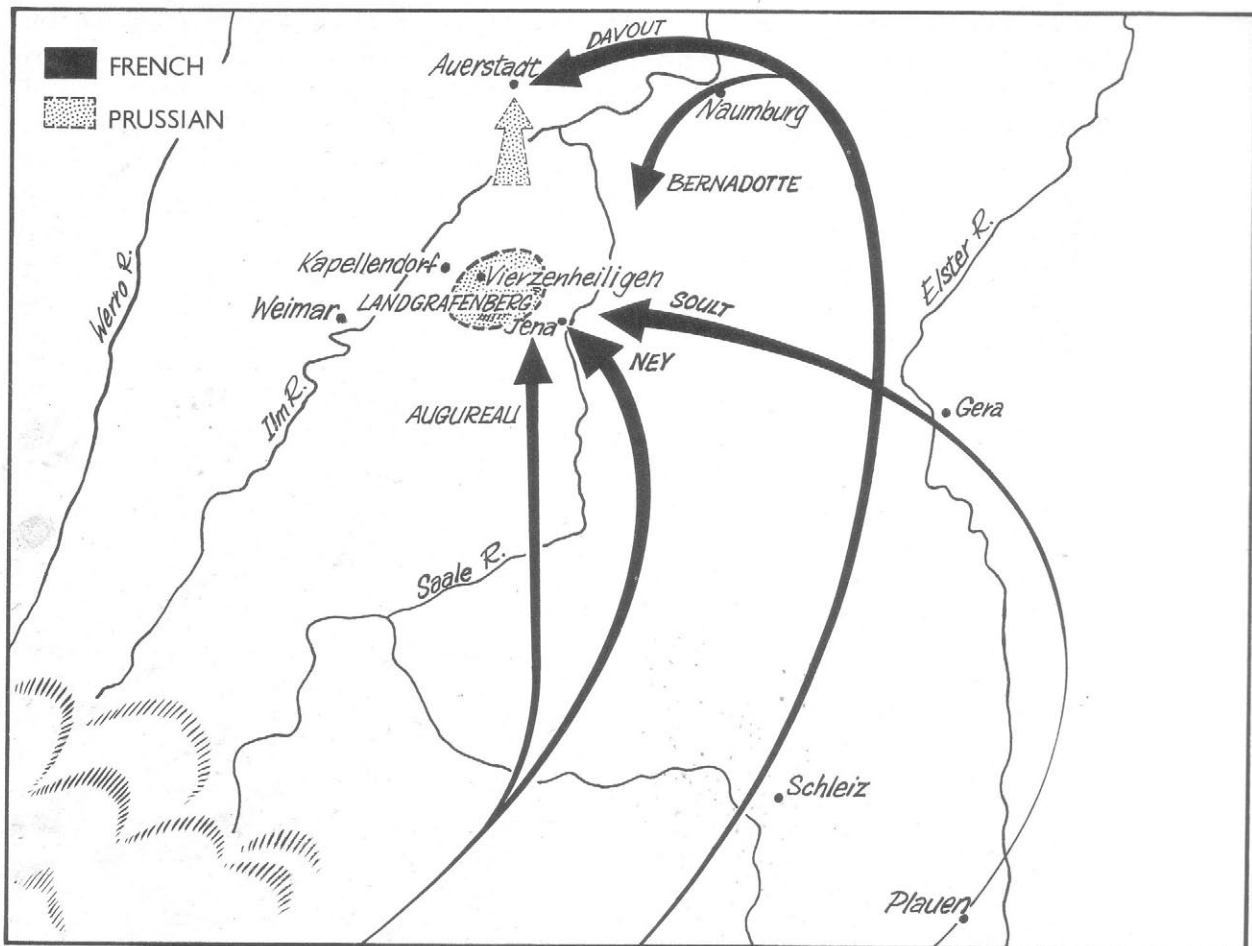 FRENCH
PRUSSIAN
DAVOUT
Auerstadt
Naumburg
BERNADOTTE
Elster R.
Werro R.
Kapellendorf
Vierzenheiligen
LANDGRAFENBERG
Weimar
Jena
SOULT
NEY
Ilm R.
AUGUREAU
Gera
Saale R.
Schleiz
Plauen